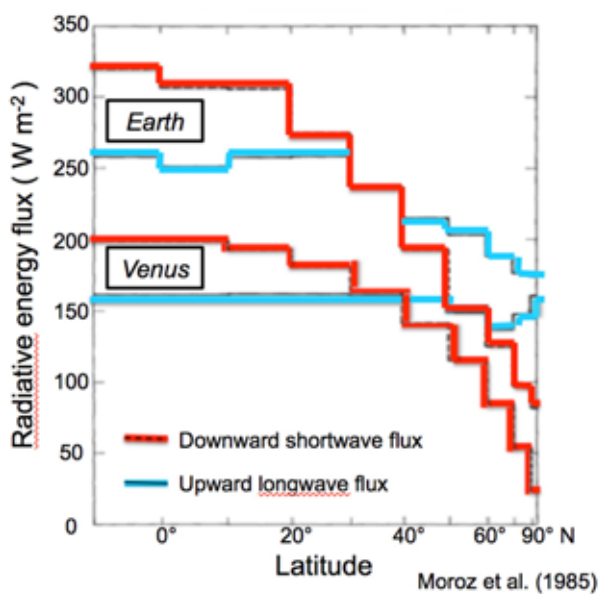 350
300
250
200
150
100
50
0
Radiative energy flux ( W m-2 )
Earth
Venus
Downward shortwave flux
Upward longwave flux
0° 20° 40° 60° 90° N
Latitude
Moroz et al. (1985)